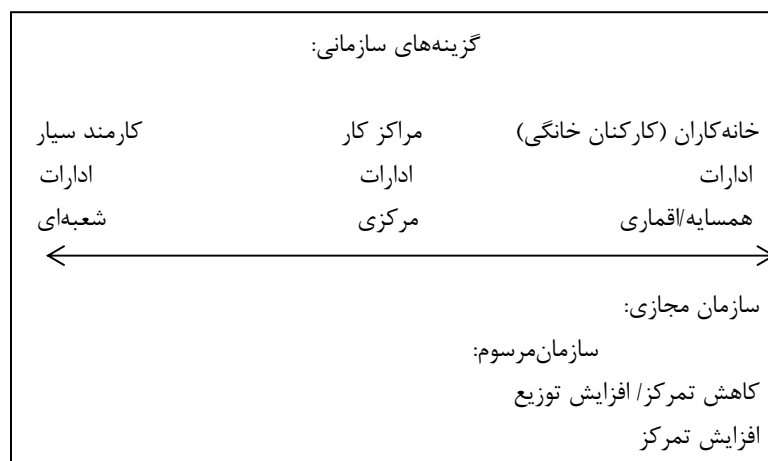 گزینه‌های سازمانی:
خانه‌کاران (کارکنان خانگی) مراکز کار کارمند سیار
ادارات ادارات ادارات
همسایه/اقماری مرکزی شعبه‌ای
سازمان مجازی:
سازمان‌مرسوم:
کاهش تمرکز/ افزایش توزیع
افزایش تمرکز